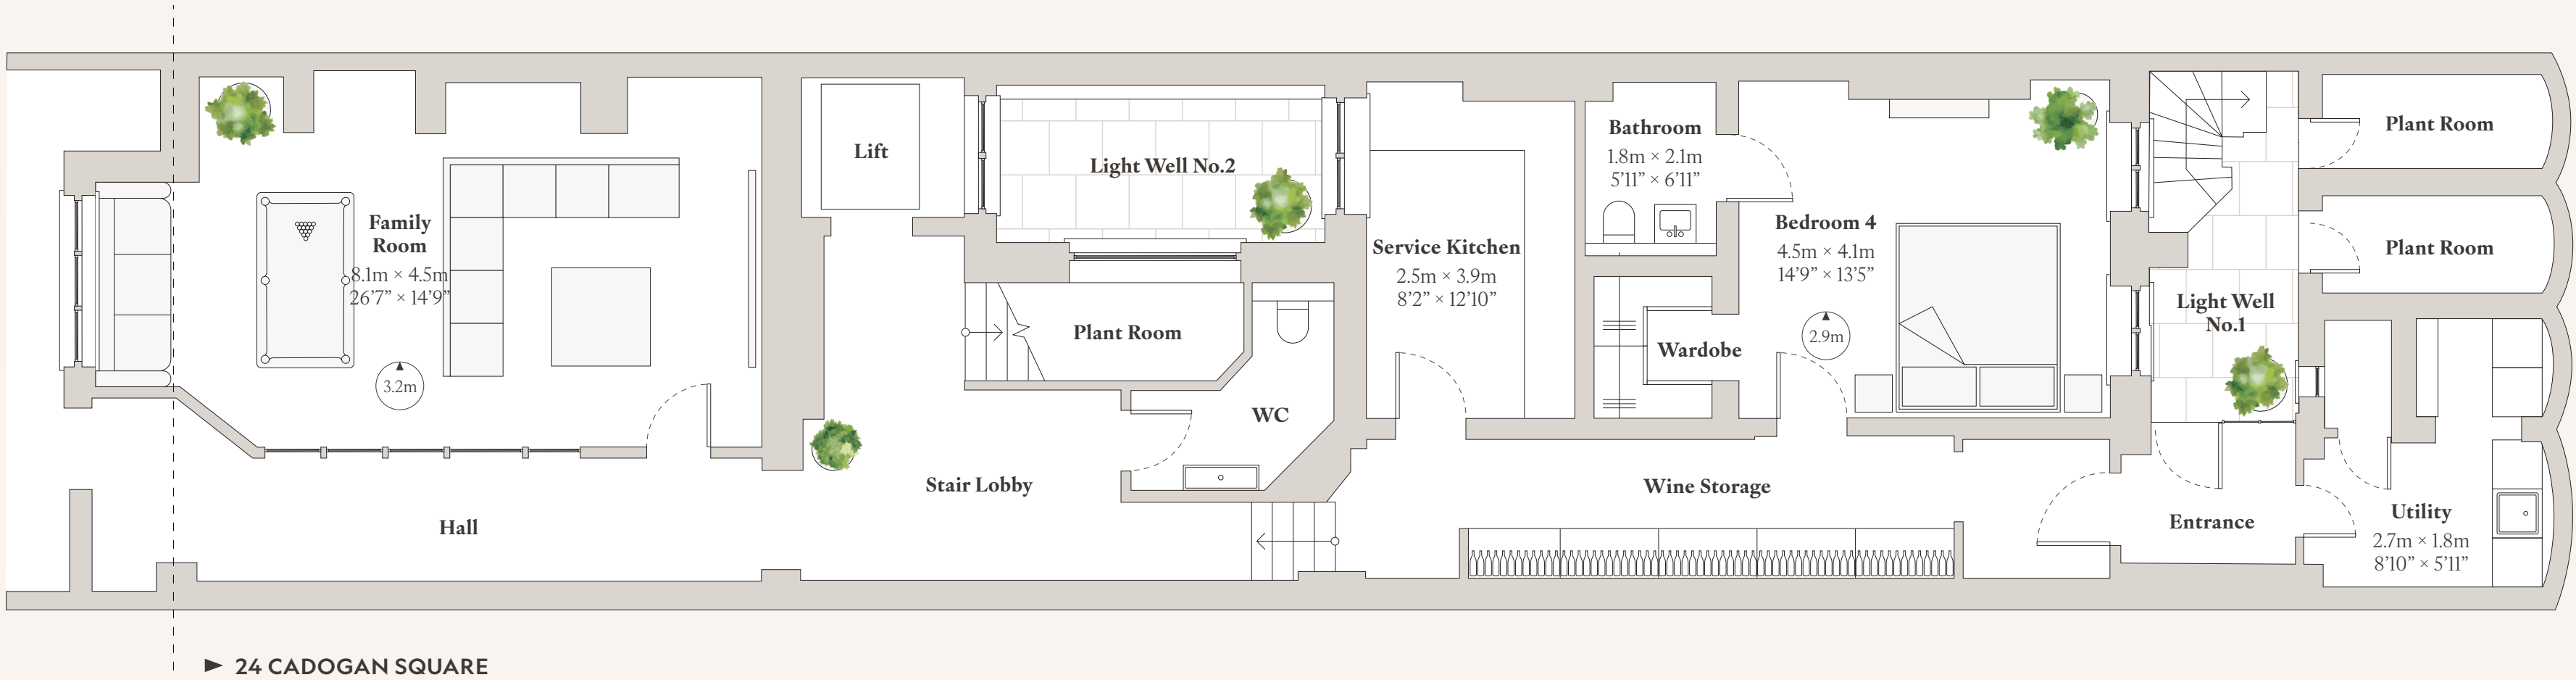 Family
Room
8.1m × 4.5m
26'7” × 14'9”
3.2m
Hall
Lift
Light Well No.2
Plant Room
WC
Stair Lobby
Service Kitchen
2.5m × 3.9m
8'2” × 12'10”
Bathroom
1.8m × 2.1m
5'11” × 6'11”
Wardobe
Bedroom 4
4.5m × 4.1m
14'9” × 13'5”
2.9m
Wine Storage
Light Well
No.1
Entrance
Plant Room
Plant Room
Utility
2.7m × 1.8m
8'10” × 5'11”
24 CADOGAN SQUARE